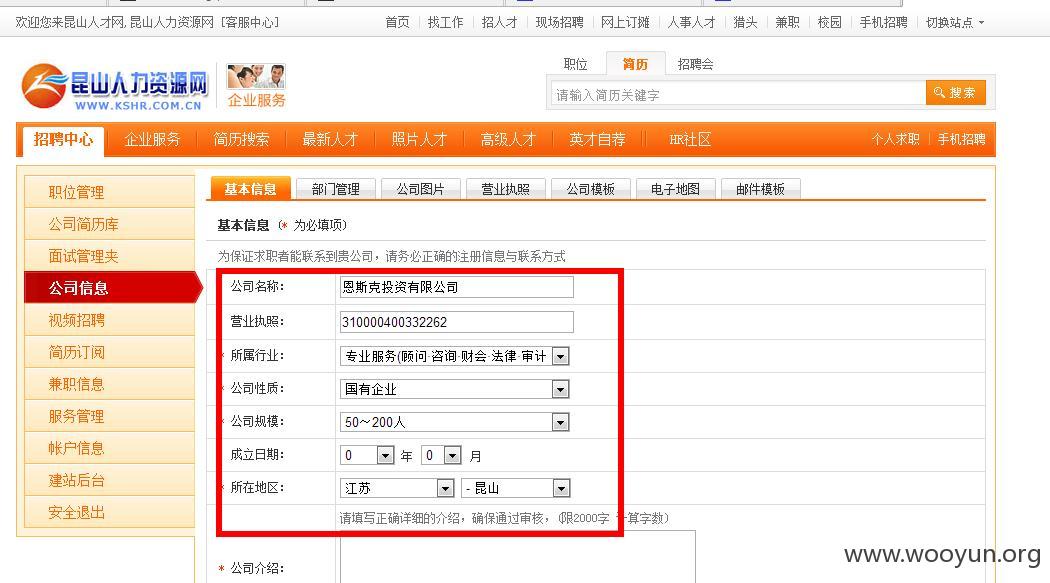 欢迎您来昆山人才网, 昆山人力资源网 [客服中心]
首页 找工作 招人才 现场招聘 网上订摊 人事人才 猎头 兼职 校园 手机招聘 切换站点
昆山人力资源网
WWW.KSHR.COM.CN
企业服务
职位 简历 招聘会
请输入简历关键字 搜索
招聘中心 企业服务 简历搜索 最新人才 照片人才 高级人才 英才自荐 HR社区 个人求职 手机招聘
职位管理
公司简历库
面试管理夹
公司信息
视频招聘
简历订阅
兼职信息
服务管理
帐户信息
建站后台
安全退出
基本信息 部门管理 公司图片 营业执照 公司模板 电子地图 邮件模板
基本信息 (* 为必填项)
为保证求职者能联系到贵公司，请务必正确的注册信息与联系方式
公司名称: 恩斯克投资有限公司
营业执照: 310000400332262
* 所属行业: 专业服务(顾问·咨询·财会·法律·审计
* 公司性质: 国有企业
* 公司规模: 50～200人
成立日期: 0 年 0 月
* 所在地区: 江苏 - 昆山
请填写正确详细的介绍，确保通过审核，(限2000字 计算字数)
* 公司介绍:
www.wooyun.org